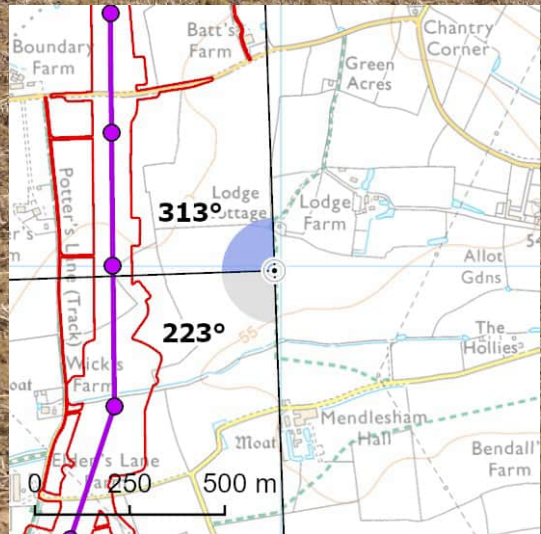 Batt's
Farm
Chantry
Corner
Boundary
Farm
Green
Acres
Potter's Lane (Track)
Lodge
313°
Lodge
Farm
Allot
Gdns
223°
55
The
Hollies
Wick's
Farm
Mendlesham
Hall
Moat
Bendall'
Farm
Elder's Lane
0 250 500 m